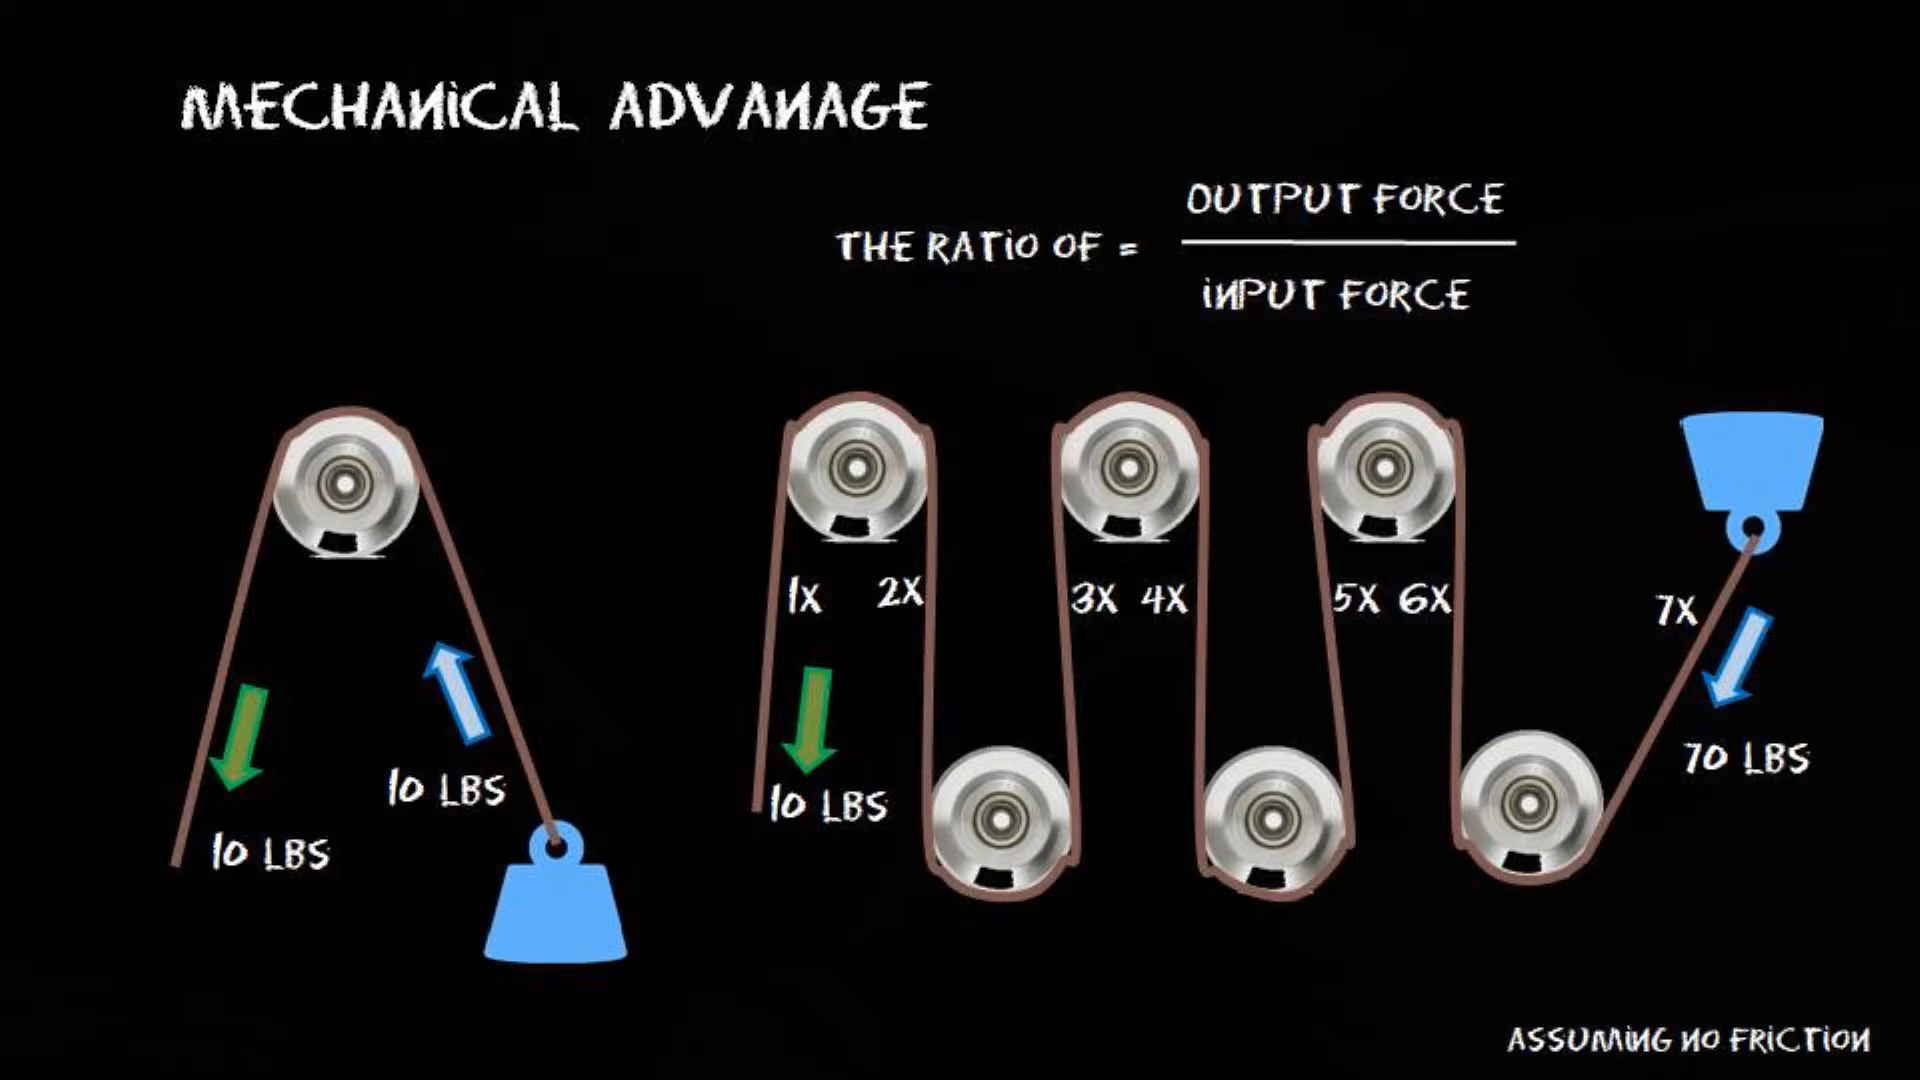 MECHANICAL ADVANAGE
THE RATIO OF =
OUTPUT FORCE
INPUT FORCE
1X 2X 3X 4X 5X 6X 7X
10 LBS
10 LBS
10 LBS
70 LBS
ASSUMING NO FRICTION